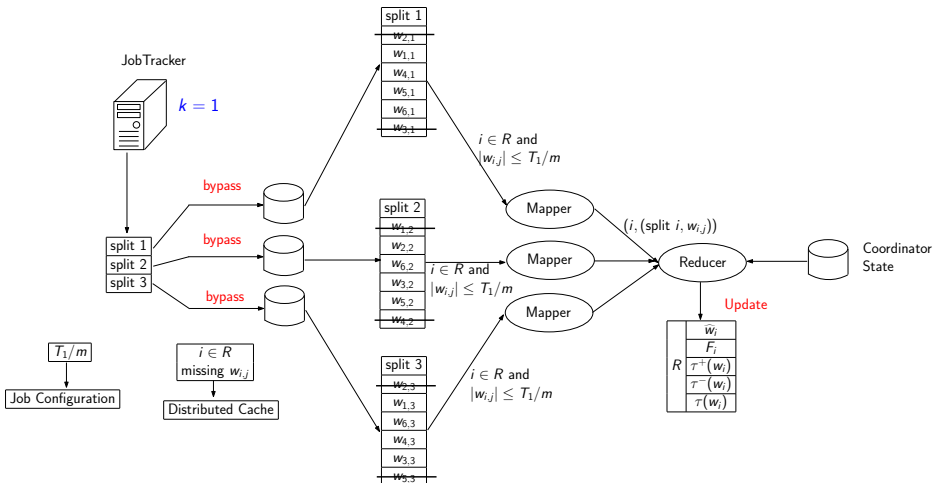 JobTracker
k = 1
split 1
split 2
split 3
bypass
bypass
bypass
T₁/m
Job Configuration
i ∈ R
missing wᵢ,ⱼ
Distributed Cache
split 1
w₂,₁
w₁,₁
w₄,₁
w₅,₁
w₆,₁
w₃,₁
split 2
w₁,₂
w₂,₂
w₆,₂
w₃,₂
w₅,₂
w₄,₂
split 3
w₂,₃
w₁,₃
w₆,₃
w₄,₃
w₃,₃
w₅,₃
i ∈ R and
|wᵢ,ⱼ| ≤ T₁/m
i ∈ R and
|wᵢ,ⱼ| ≤ T₁/m
i ∈ R and
|wᵢ,ⱼ| ≤ T₁/m
Mapper
Mapper
Mapper
(i, (split i, wᵢ,ⱼ))
Reducer
Coordinator
State
Update
R
ŵᵢ
Fᵢ
τ⁺(wᵢ)
τ⁻(wᵢ)
τ(wᵢ)